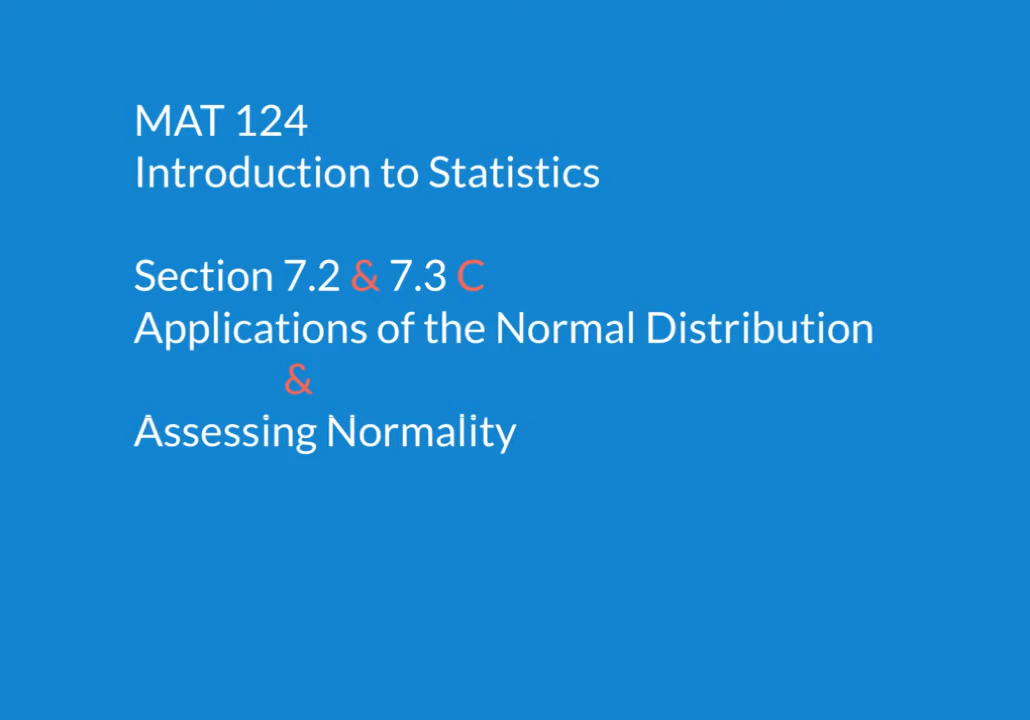 MAT 124
Introduction to Statistics
Section 7.2 & 7.3 C
Applications of the Normal Distribution
&
Assessing Normality